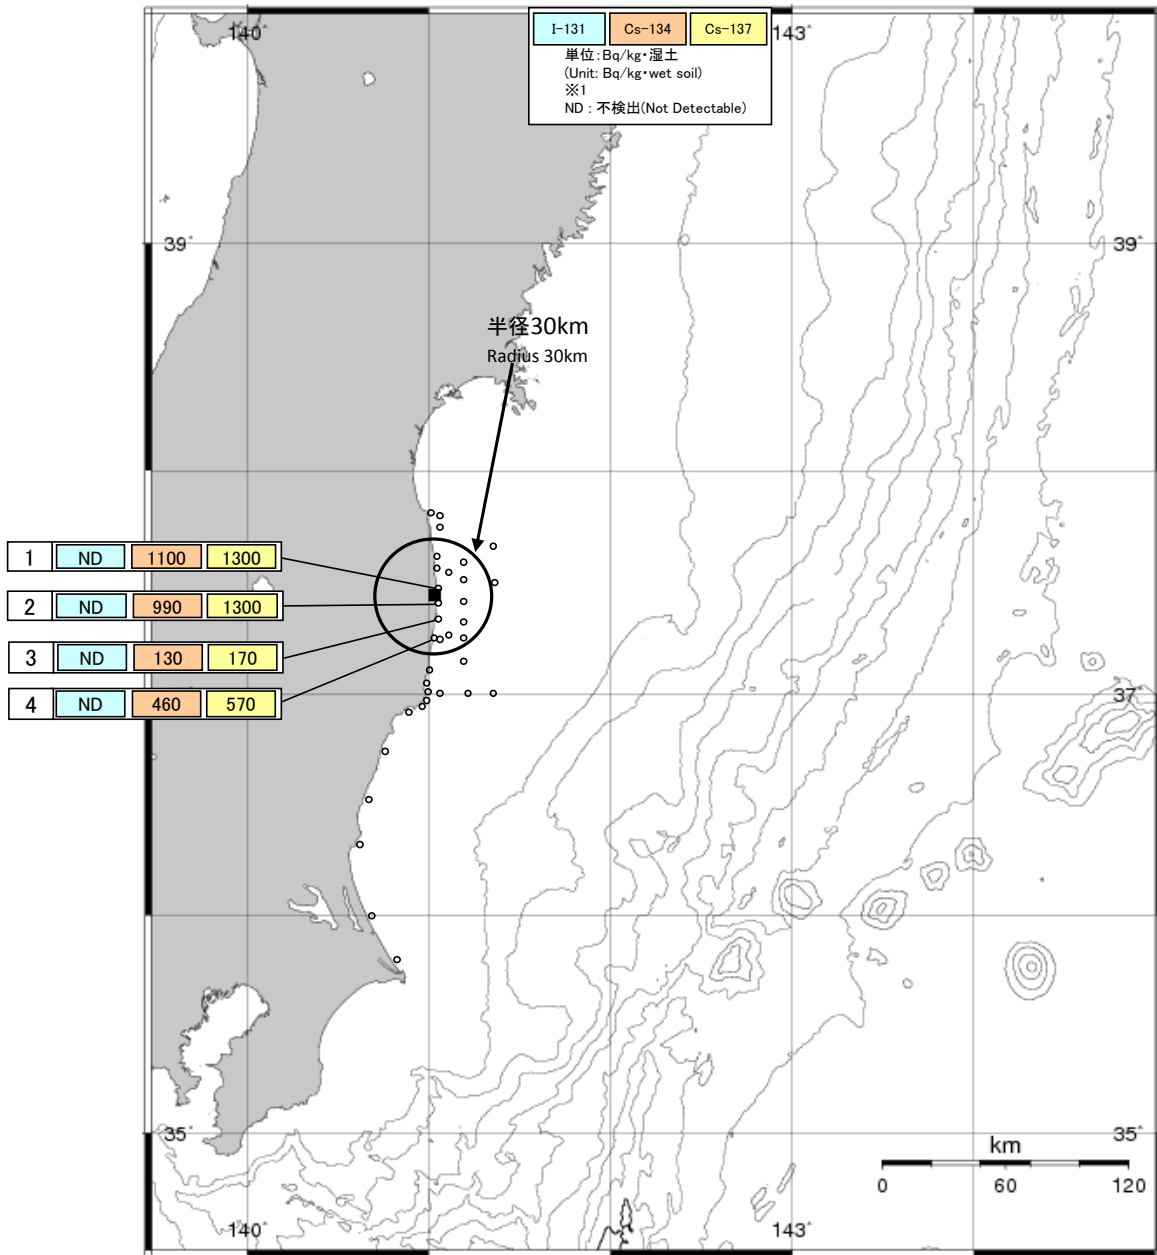 I-131 Cs-134 Cs-137
単位:Bq/kg・湿土
(Unit: Bq/kg・wet soil)
※1
ND : 不検出(Not Detectable)
140° 143°
39° 39°
半径30km
Radius 30km
1 ND 1100 1300
2 ND 990 1300
3 ND 130 170
4 ND 460 570
37°
35° 35°
km
0 60 120
140° 143°